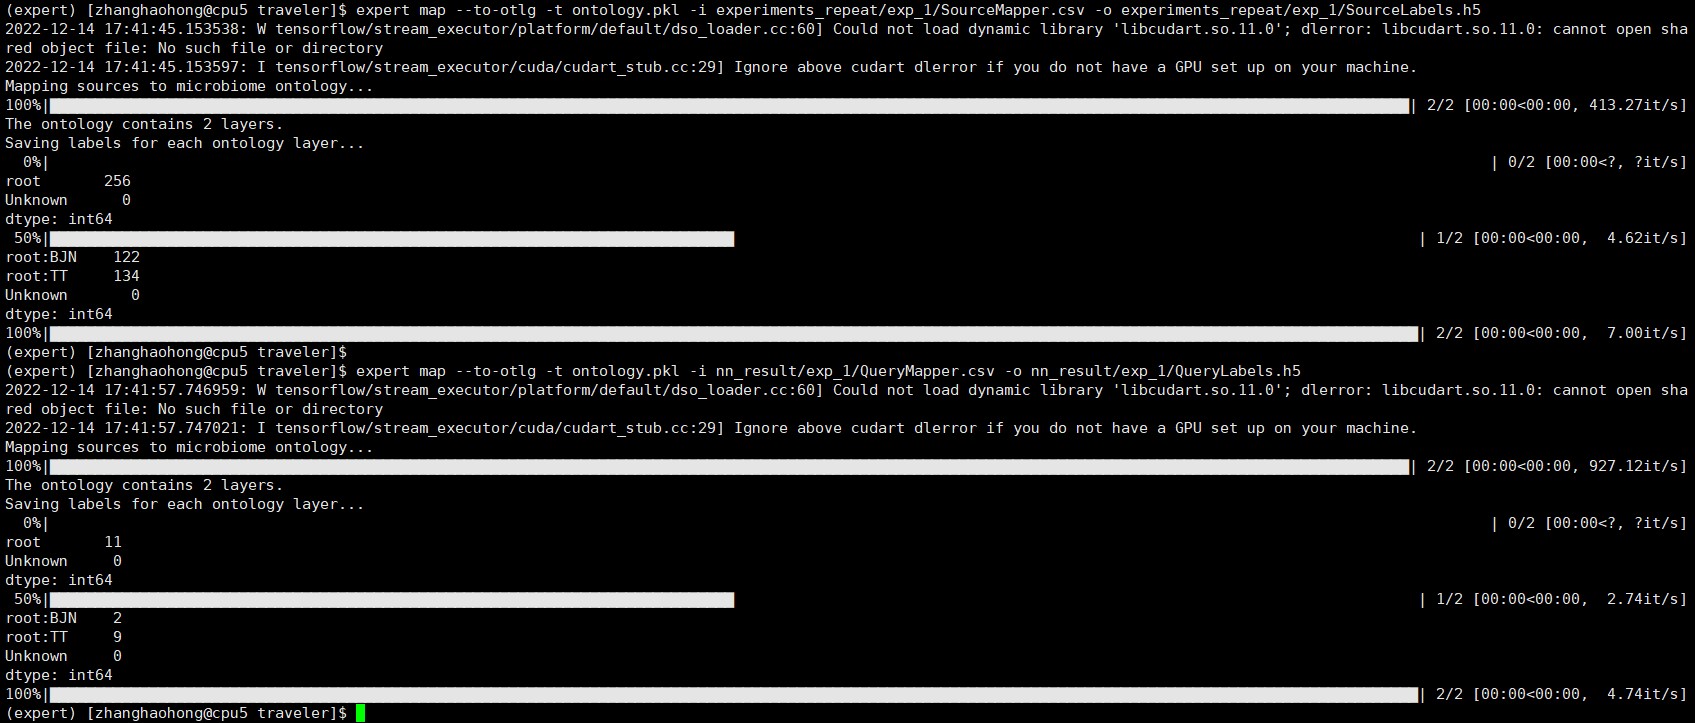 (expert) [zhanghaohong@cpu5 traveler]$ expert map --to-otlg -t ontology.pkl -i experiments_repeat/exp_1/SourceMapper.csv -o experiments_repeat/exp_1/SourceLabels.h5
2022-12-14 17:41:45.153538: W tensorflow/stream_executor/platform/default/dso_loader.cc:60] Could not load dynamic library 'libcudart.so.11.0'; dlerror: libcudart.so.11.0: cannot open sha
red object file: No such file or directory
2022-12-14 17:41:45.153597: I tensorflow/stream_executor/cuda/cudart_stub.cc:29] Ignore above cudart dlerror if you do not have a GPU set up on your machine.
Mapping sources to microbiome ontology...
100%| | 2/2 [00:00<00:00, 413.27it/s]
The ontology contains 2 layers.
Saving labels for each ontology layer...
0%| | 0/2 [00:00<?, ?it/s]
root 256
Unknown 0
dtype: int64
50%| | 1/2 [00:00<00:00, 4.62it/s]
root:BJN 122
root:TT 134
Unknown 0
dtype: int64
100%| | 2/2 [00:00<00:00, 7.00it/s]
(expert) [zhanghaohong@cpu5 traveler]$
(expert) [zhanghaohong@cpu5 traveler]$ expert map --to-otlg -t ontology.pkl -i nn_result/exp_1/QueryMapper.csv -o nn_result/exp_1/QueryLabels.h5
2022-12-14 17:41:57.746959: W tensorflow/stream_executor/platform/default/dso_loader.cc:60] Could not load dynamic library 'libcudart.so.11.0'; dlerror: libcudart.so.11.0: cannot open sha
red object file: No such file or directory
2022-12-14 17:41:57.747021: I tensorflow/stream_executor/cuda/cudart_stub.cc:29] Ignore above cudart dlerror if you do not have a GPU set up on your machine.
Mapping sources to microbiome ontology...
100%| | 2/2 [00:00<00:00, 927.12it/s]
The ontology contains 2 layers.
Saving labels for each ontology layer...
0%| | 0/2 [00:00<?, ?it/s]
root 11
Unknown 0
dtype: int64
50%| | 1/2 [00:00<00:00, 2.74it/s]
root:BJN 2
root:TT 9
Unknown 0
dtype: int64
100%| | 2/2 [00:00<00:00, 4.74it/s]
(expert) [zhanghaohong@cpu5 traveler]$